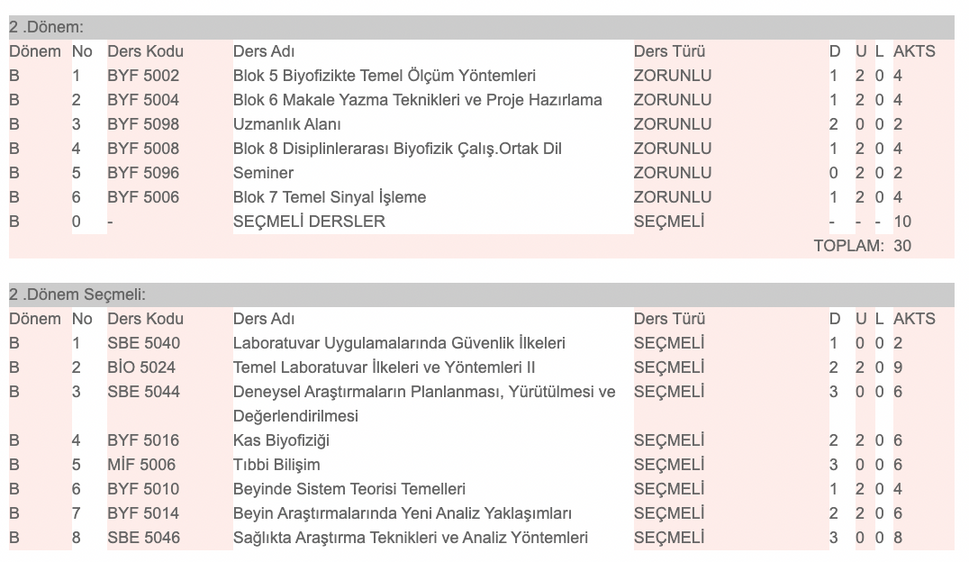 2 .Dönem:
Dönem No Ders Kodu Ders Adı Ders Türü D U L AKTS
B 1 BYF 5002 Blok 5 Biyofizikte Temel Ölçüm Yöntemleri ZORUNLU 1 2 0 4
B 2 BYF 5004 Blok 6 Makale Yazma Teknikleri ve Proje Hazırlama ZORUNLU 1 2 0 4
B 3 BYF 5098 Uzmanlık Alanı ZORUNLU 2 0 0 2
B 4 BYF 5008 Blok 8 Disiplinlerarası Biyofizik Çalış.Ortak Dil ZORUNLU 1 2 0 4
B 5 BYF 5096 Seminer ZORUNLU 0 2 0 2
B 6 BYF 5006 Blok 7 Temel Sinyal İşleme ZORUNLU 1 2 0 4
B 0 - SEÇMELİ DERSLER SEÇMELİ - - - 10
TOPLAM: 30
2 .Dönem Seçmeli:
Dönem No Ders Kodu Ders Adı Ders Türü D U L AKTS
B 1 SBE 5040 Laboratuvar Uygulamalarında Güvenlik İlkeleri SEÇMELİ 1 0 0 2
B 2 BİO 5024 Temel Laboratuvar İlkeleri ve Yöntemleri II SEÇMELİ 2 2 0 9
B 3 SBE 5044 Deneysel Araştırmaların Planlanması, Yürütülmesi ve SEÇMELİ 3 0 0 6
Değerlendirilmesi
B 4 BYF 5016 Kas Biyofiziği SEÇMELİ 2 2 0 6
B 5 MİF 5006 Tıbbi Bilişim SEÇMELİ 3 0 0 6
B 6 BYF 5010 Beyinde Sistem Teorisi Temelleri SEÇMELİ 1 2 0 4
B 7 BYF 5014 Beyin Araştırmalarında Yeni Analiz Yaklaşımları SEÇMELİ 2 2 0 6
B 8 SBE 5046 Sağlıkta Araştırma Teknikleri ve Analiz Yöntemleri SEÇMELİ 3 0 0 8